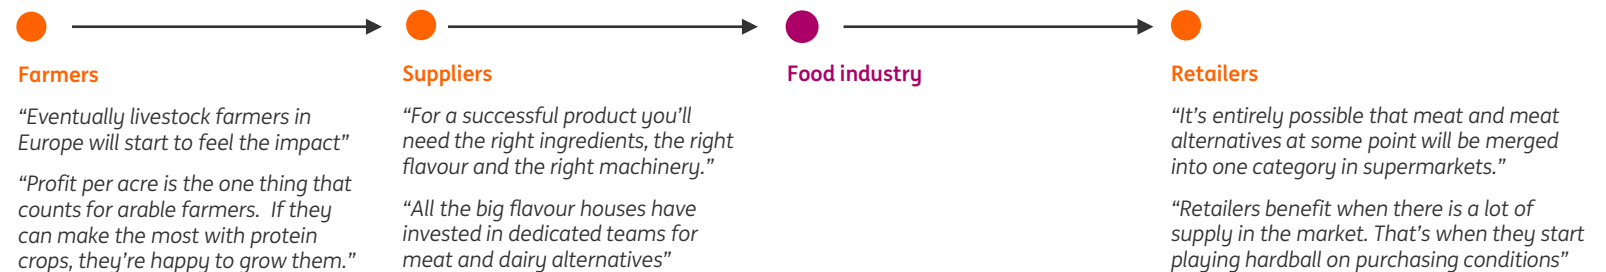 Farmers
“Eventually livestock farmers in
Europe will start to feel the impact”
“Profit per acre is the one thing that
counts for arable farmers.  If they
can make the most with protein
crops, they’re happy to grow them.”
Suppliers
“For a successful product you’ll
need the right ingredients, the right
flavour and the right machinery.”
“All the big flavour houses have
invested in dedicated teams for
meat and dairy alternatives”
Food industry
Retailers
“It’s entirely possible that meat and meat
alternatives at some point will be merged
into one category in supermarkets.”
“Retailers benefit when there is a lot of
supply in the market. That’s when they start
playing hardball on purchasing conditions”